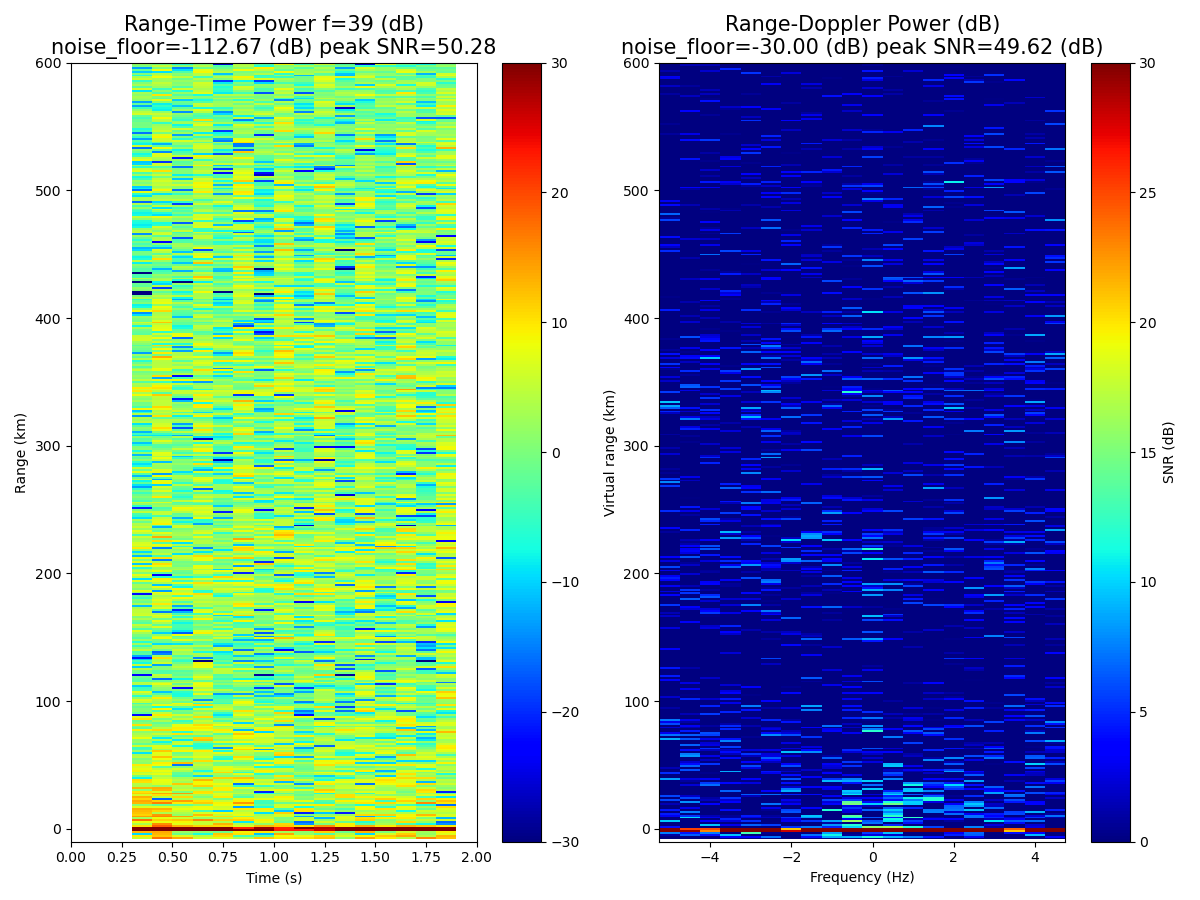 Range-Time Power f=39 (dB)
noise_floor=-112.67 (dB) peak SNR=50.28
600
500
400
300
200
100
0
Range (km)
0.00 0.25 0.50 0.75 1.00 1.25 1.50 1.75 2.00
Time (s)
30
20
10
0
−10
−20
−30
Range-Doppler Power (dB)
noise_floor=-30.00 (dB) peak SNR=49.62 (dB)
600
500
400
300
200
100
0
Virtual range (km)
−4 −2 0 2 4
Frequency (Hz)
30
25
20
15
10
5
0
SNR (dB)